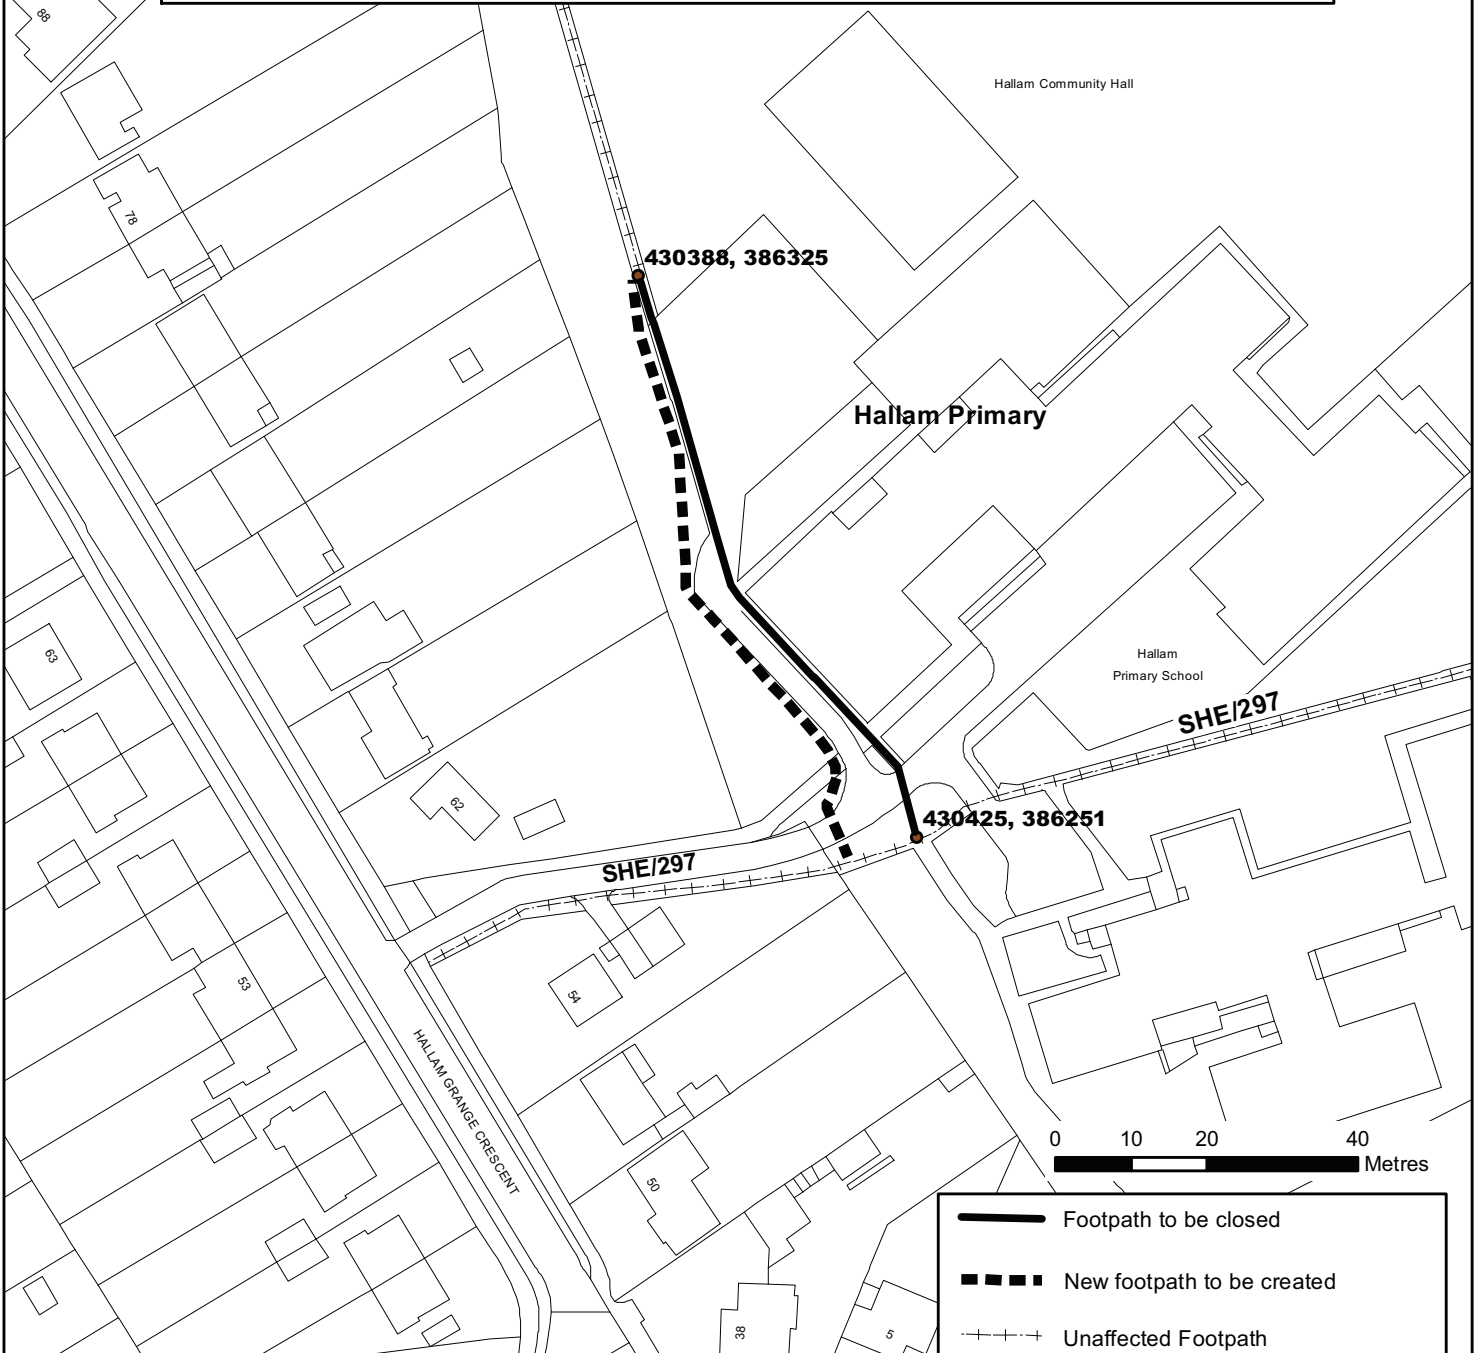 88
Hallam Community Hall
78
430388, 386325
Hallam Primary
63
Hallam
Primary School
SHE/297
62
430425, 386251
SHE/297
53
54
HALLAM GRANGE CRESCENT
50
0 10 20 40
Metres
Footpath to be closed
New footpath to be created
38
5
Unaffected Footpath